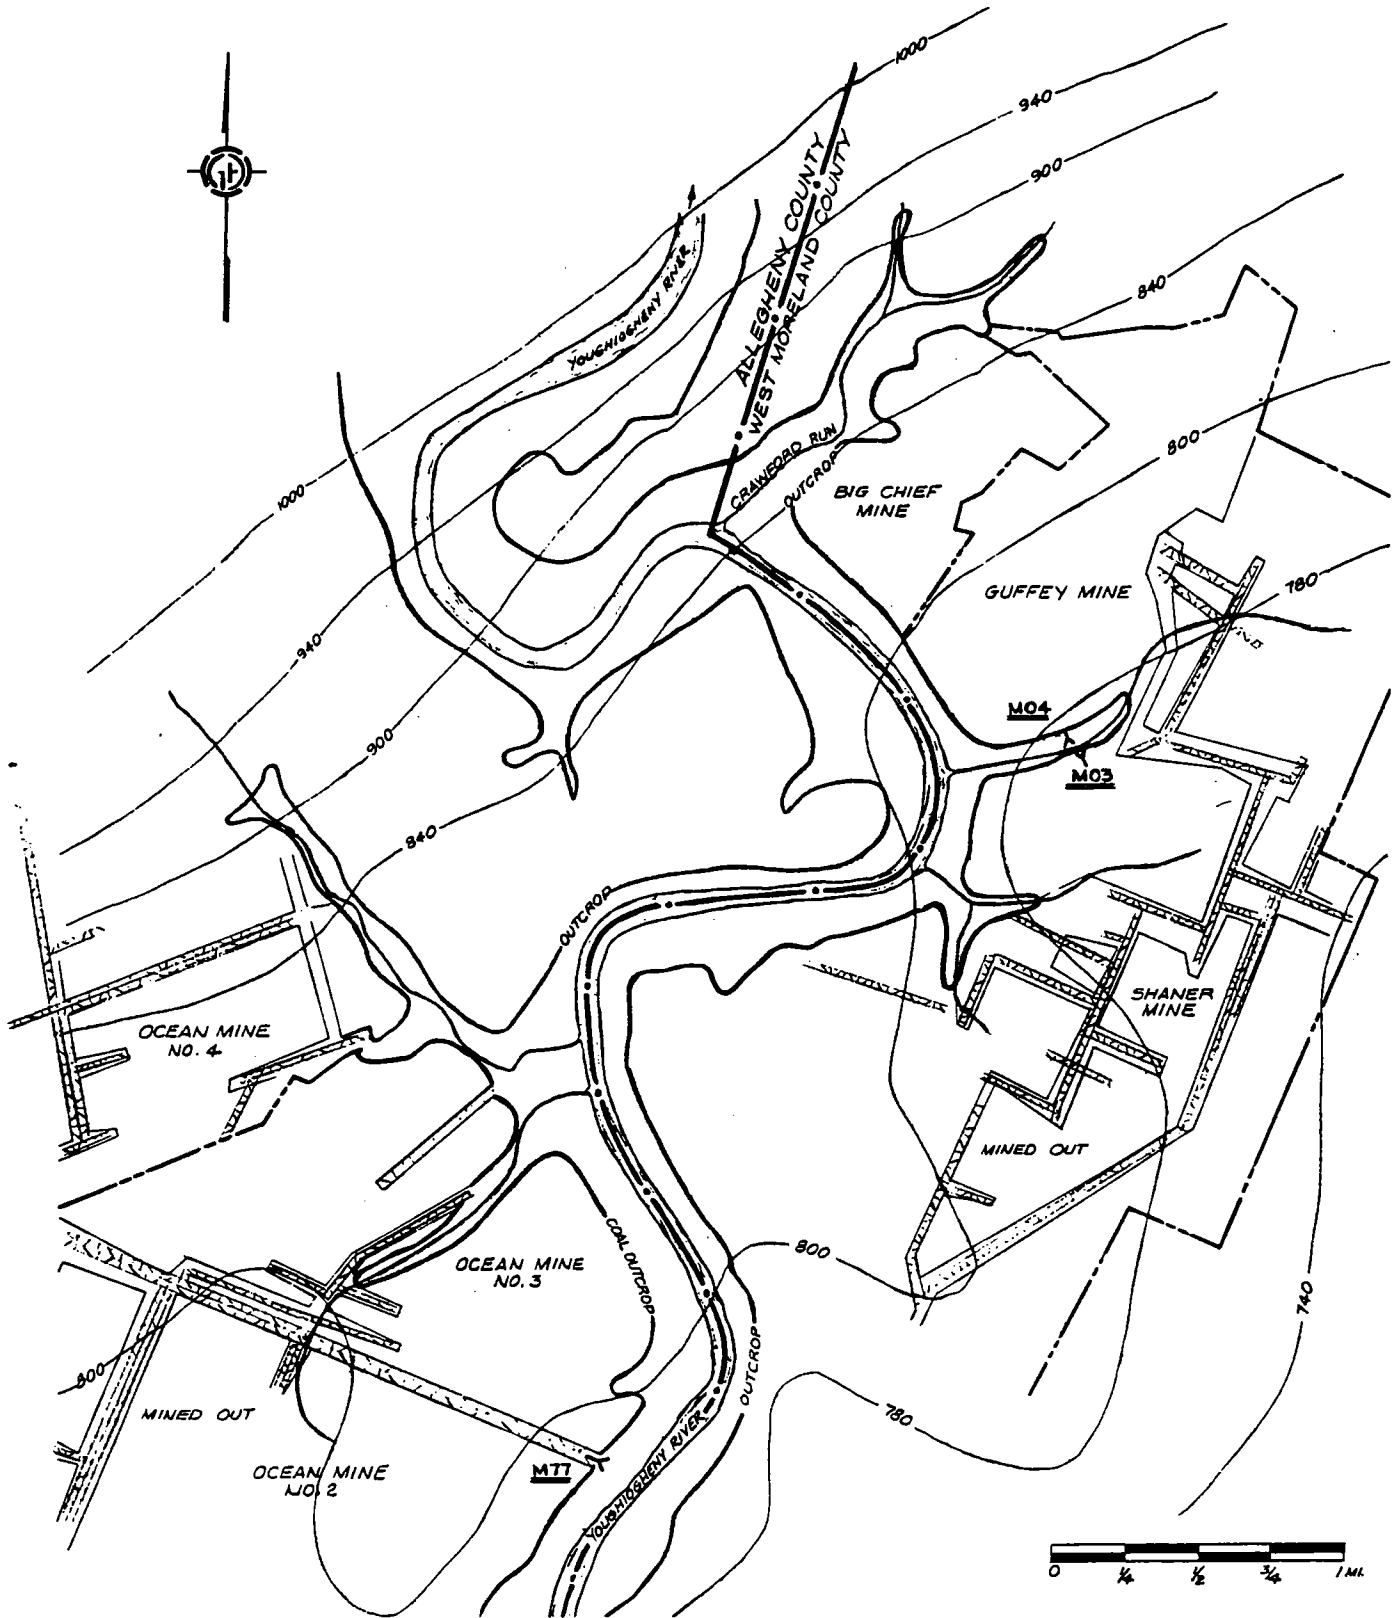 1000
940
ALLEGHENY COUNTY
WEST MORELAND COUNTY
900
YOUGHIOGHENY RIVER
840
CRAWFORD RUN
OUTCROP
800
BIG CHIEF
MINE
1000
GUFFEY MINE
780
940
M04
900
M03
840
OUTCROP
SHANER
MINE
OCEAN MINE
NO. 4
MINED OUT
COAL OUTCROP
800
OCEAN MINE
NO. 3
740
OUTCROP
800
780
MINED OUT
YOUGHIOGHENY RIVER
OCEAN MINE
NO. 2
M77
0 1/4 1/2 3/4 1 MI.